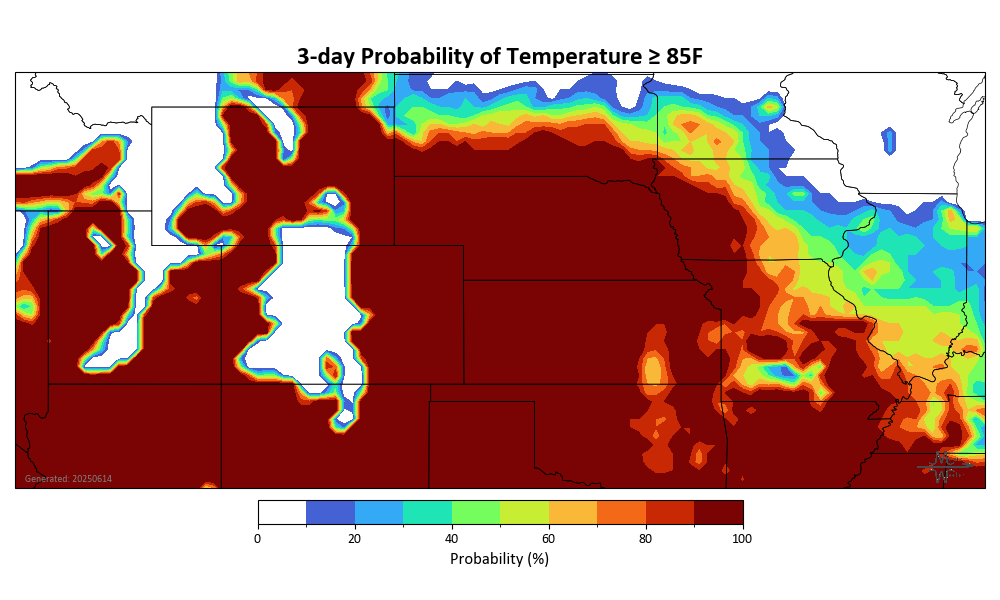 3-day Probability of Temperature ≥ 85F
Generated: 20250614
0 20 40 60 80 100
Probability (%)